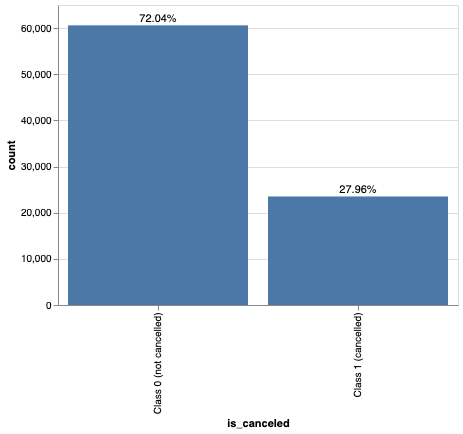 72.04%
60,000
50,000
40,000
30,000
27.96%
20,000
10,000
0
count
Class 0 (not cancelled)
Class 1 (cancelled)
is_canceled